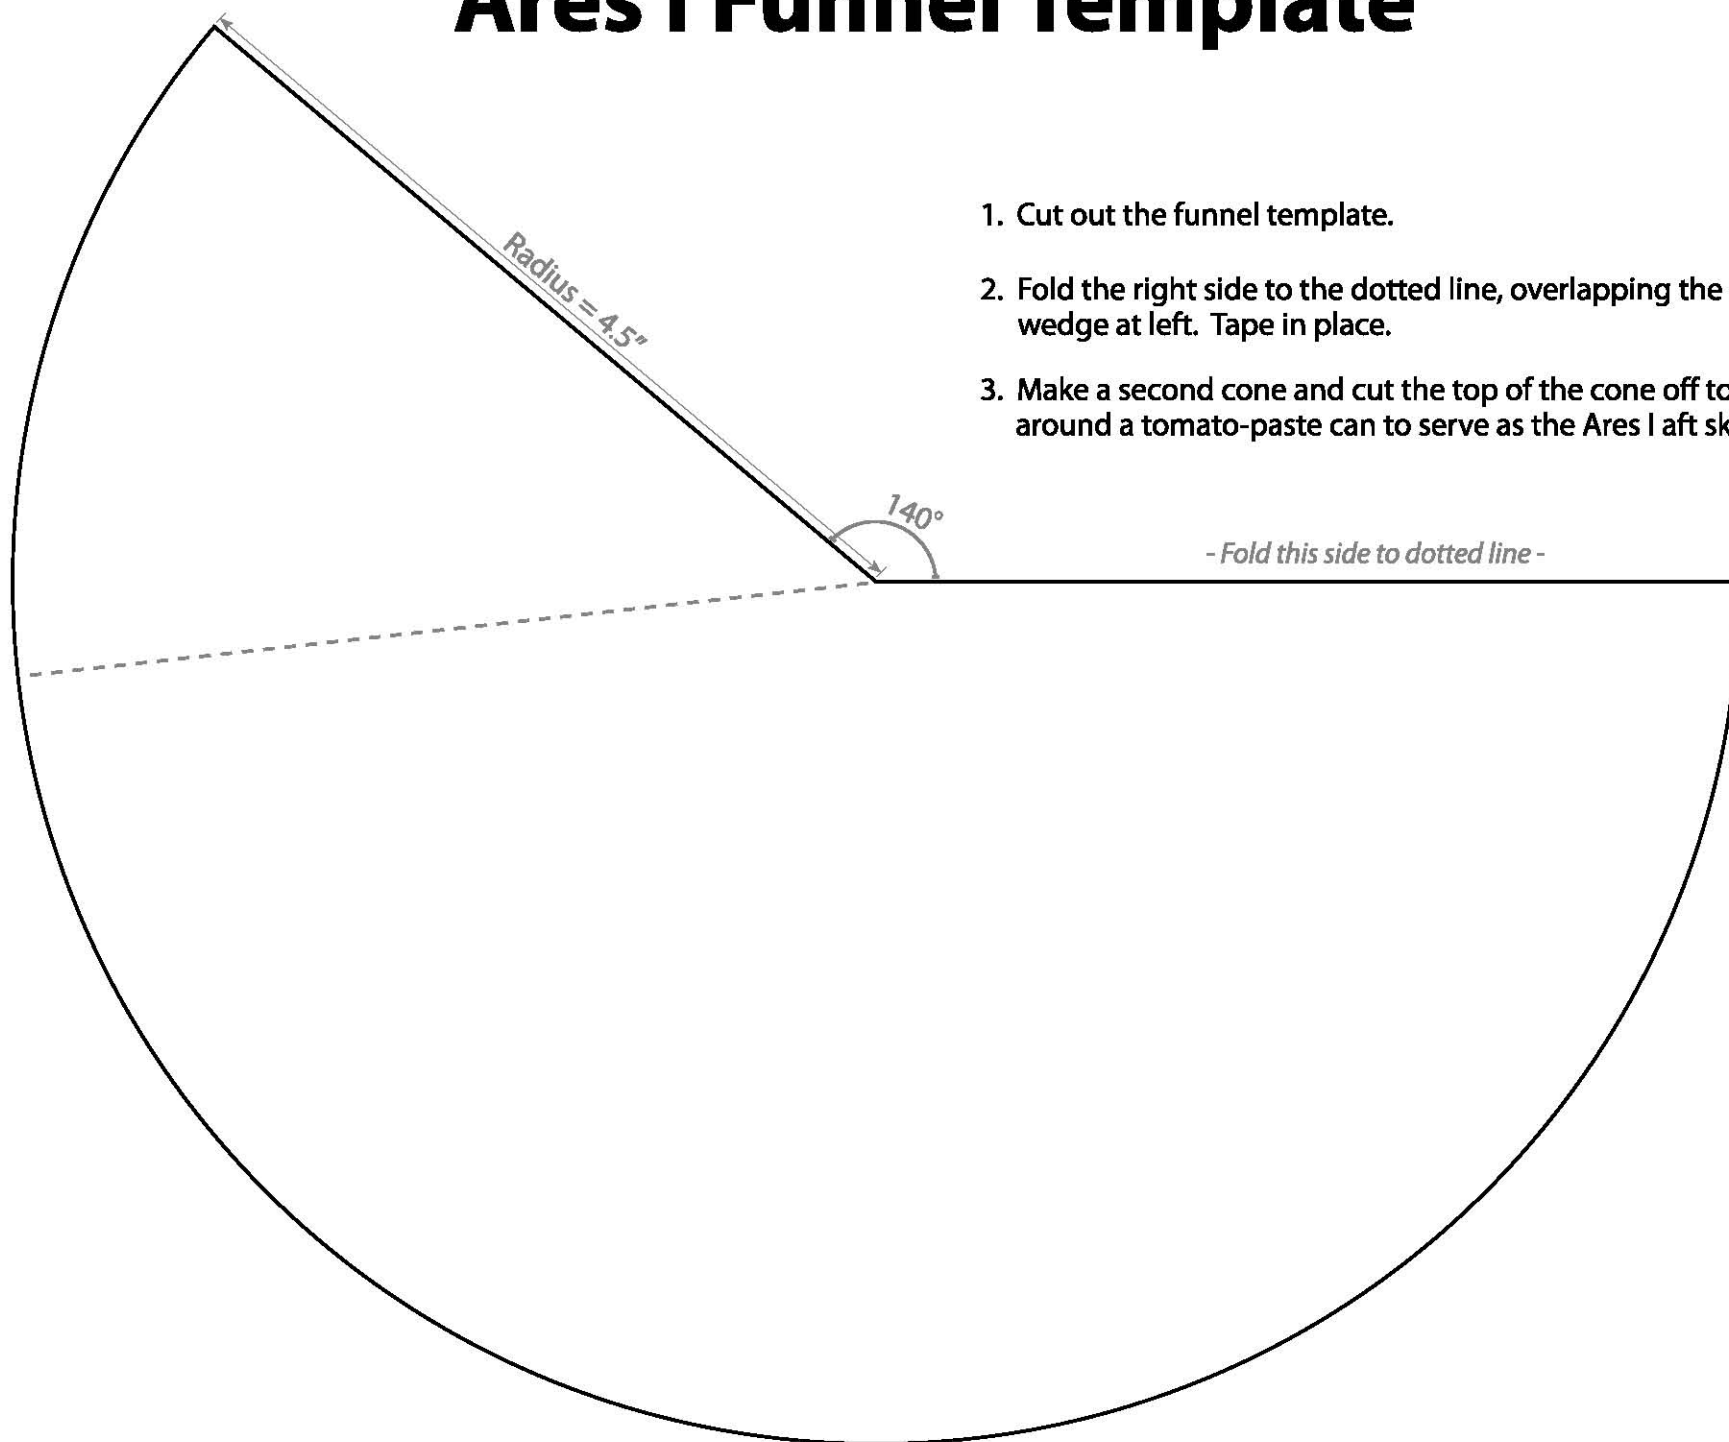 Ares I Funnel Template
1. Cut out the funnel template.
2. Fold the right side to the dotted line, overlapping the
wedge at left. Tape in place.
3. Make a second cone and cut the top of the cone off to
around a tomato-paste can to serve as the Ares I aft sk
Radius = 4.5"
140°
- Fold this side to dotted line -